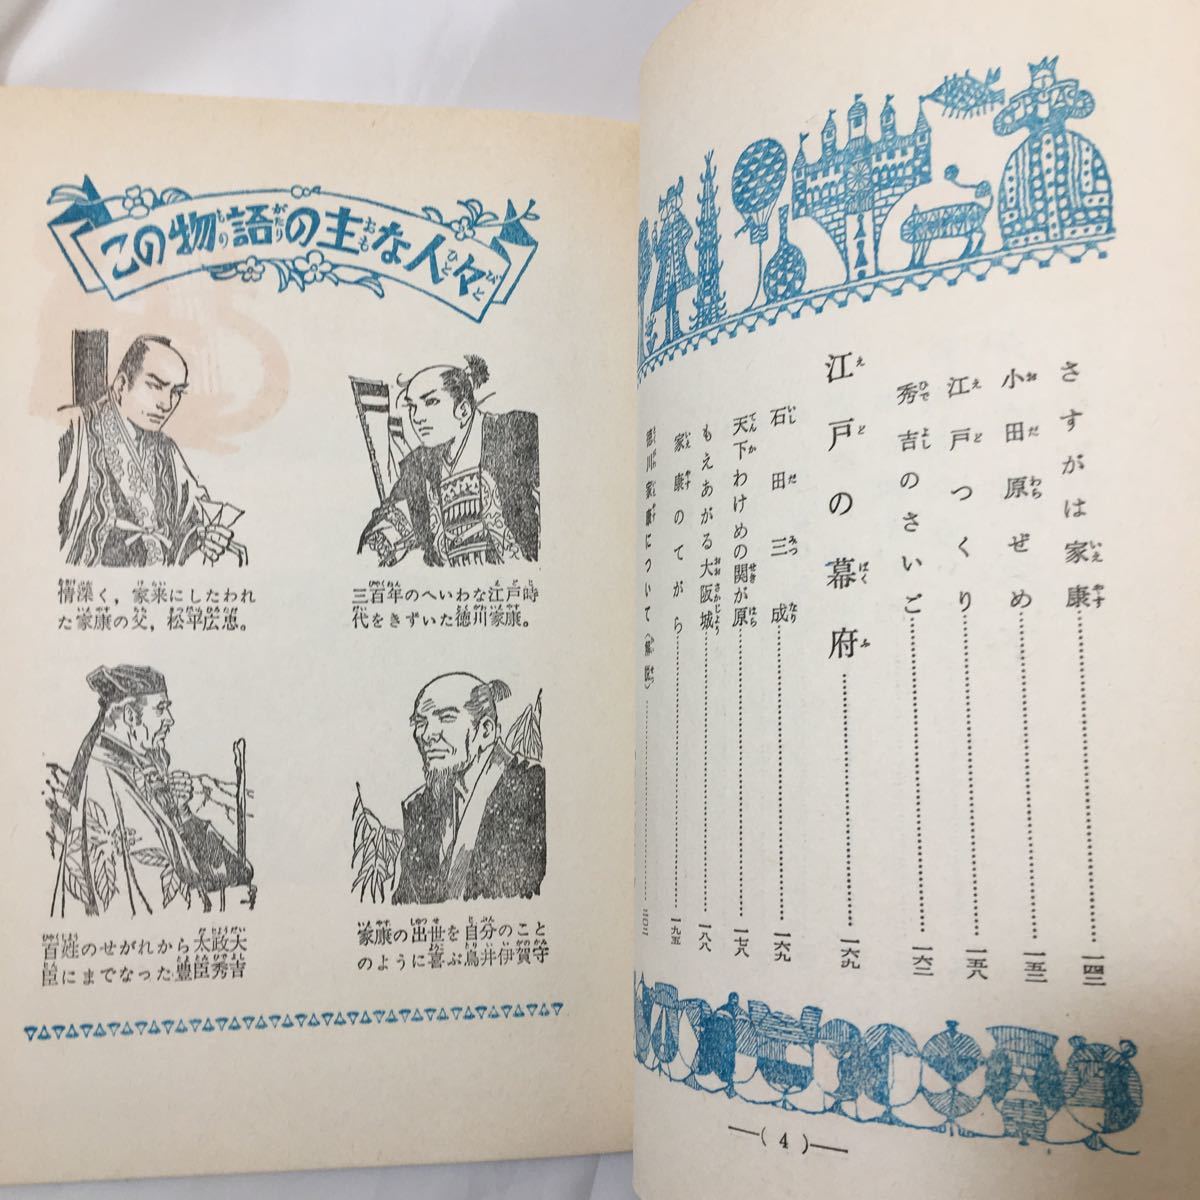 さすがは家康……一四二
小田原ぜめ……一五二
江戸つくり……一五八
秀吉のさいご……一六二
江戸の幕府……一六九
石田三成……一六九
天下わけめの関が原……一七八
もえあがる大阪城……一八八
家康のてがら……一九五
徳川家康について（解説）……二〇二
―( 4 )―
この物語の主な人々
三百年のへいわな江戸時
代をきずいた徳川家康。
情深く，家来にしたわれ
た家康の父，松平広忠。
家康の出世を自分のこと
のように喜ぶ鳥井伊賀守
百姓のせがれから太政大
臣にまでなった豊臣秀吉